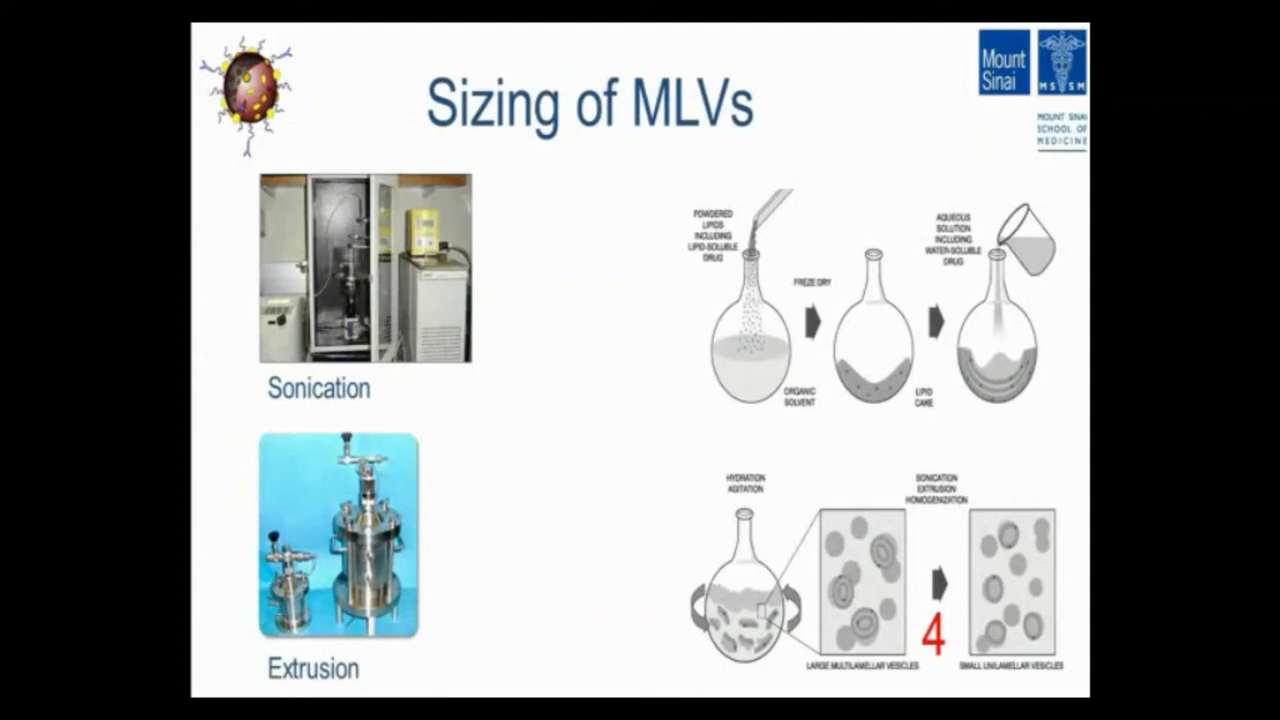 Sizing of MLVs
Mount
Sinai
MSSM
MOUNT SINAI
SCHOOL OF
MEDICINE
Sonication
Extrusion
POWDERED
LIPIDS
INCLUDING
LIPID-SOLUBLE
DRUG
FREZE DRY
AQUEOUS
SOLUTION
INCLUDING
WATER-SOLUBLE
DRUG
ORGANIC
SOLVENT
LIPID
CAKE
HYDRATION
AGITATION
SONICATION
EXTRUSION
HOMOGENIZATION
4
LARGE MULTILAMELLAR VESICLES
SMALL UNILAMELLAR VESICLES